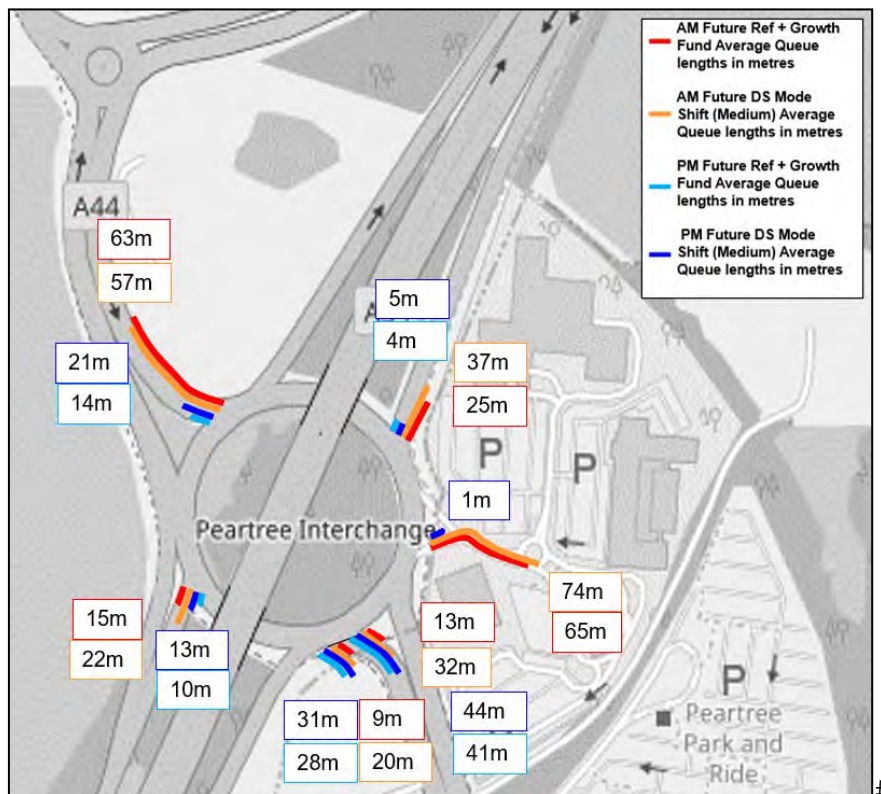 AM Future Ref + Growth
Fund Average Queue
lengths in metres
AM Future DS Mode
Shift (Medium) Average
Queue lengths in metres
PM Future Ref + Growth
Fund Average Queue
lengths in metres
PM Future DS Mode
Shift (Medium) Average
Queue lengths in metres
A44
63m
57m
5m
4m
21m
14m
37m
25m
P
P
1m
Peartree Interchange
74m
65m
15m
22m
13m
10m
13m
32m
31m
28m
9m
20m
44m
41m
P
Peartree
Park and
Ride